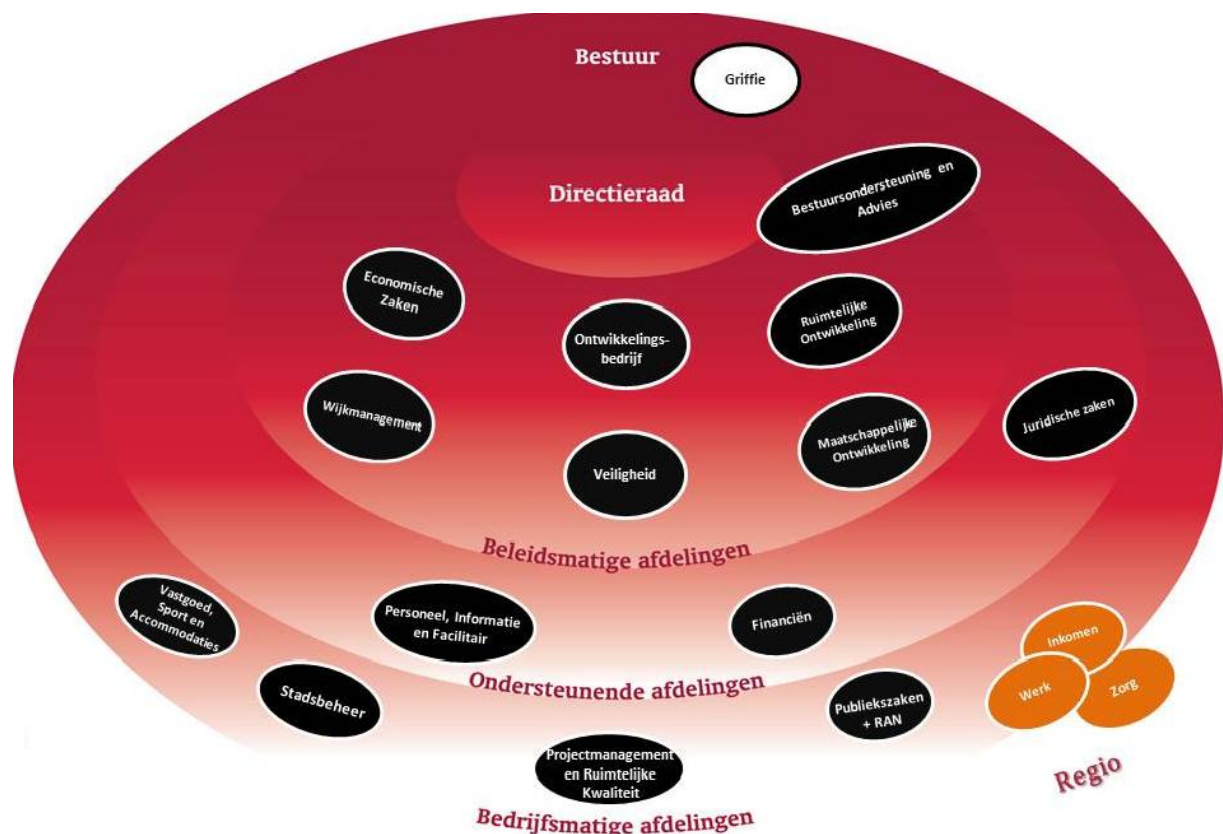 Bestuur
Griffie
Directieraad
Bestuursondersteuning en
Advies
Economische
Zaken
Ontwikkelings-
bedrijf
Ruimtelijke
Ontwikkeling
Wijkmanagement
Veiligheid
Maatschappelijke
Ontwikkeling
Juridische zaken
Beleidsmatige afdelingen
Vastgoed,
Sport en
Accommodaties
Personeel, Informatie
en Facilitair
Financiën
Inkomen
Werk
Zorg
Ondersteunende afdelingen
Stadsbeheer
Publiekszaken
+ RAN
Projectmanagement
en Ruimtelijke
Kwaliteit
Regio
Bedrijfsmatige afdelingen